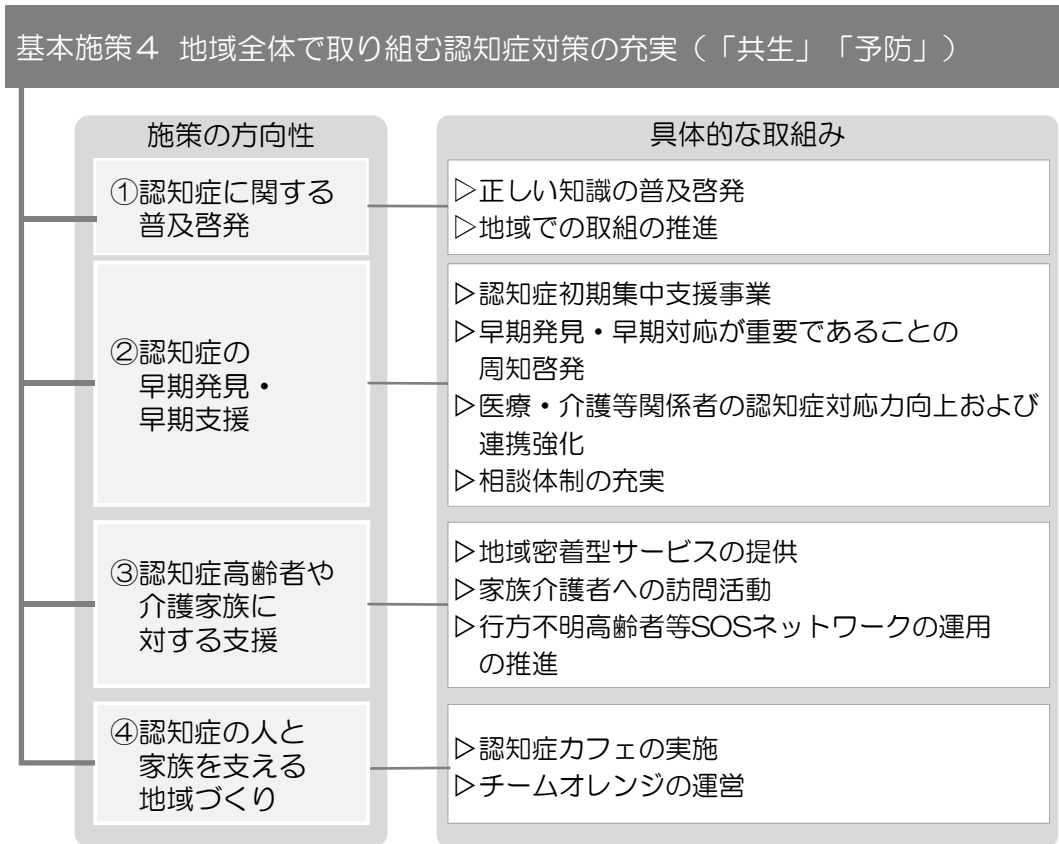 基本施策４ 地域全体で取り組む認知症対策の充実（「共生」「予防」）
施策の方向性
具体的な取組み
①認知症に関する
普及啓発
▷正しい知識の普及啓発
▷地域での取組の推進
②認知症の
早期発見・
早期支援
▷認知症初期集中支援事業
▷早期発見・早期対応が重要であることの
周知啓発
▷医療・介護等関係者の認知症対応力向上および
連携強化
▷相談体制の充実
③認知症高齢者や
介護家族に
対する支援
▷地域密着型サービスの提供
▷家族介護者への訪問活動
▷行方不明高齢者等SOSネットワークの運用
の推進
④認知症の人と
家族を支える
地域づくり
▷認知症カフェの実施
▷チームオレンジの運営